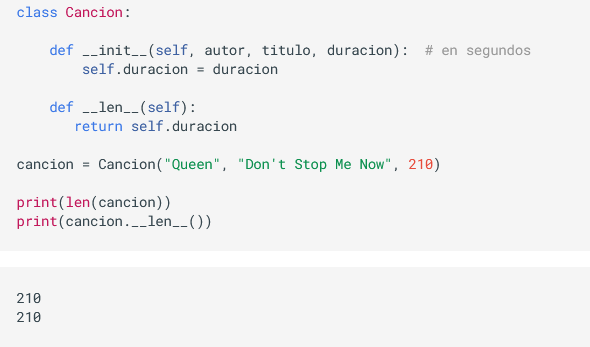 class Cancion:
    def __init__(self, autor, titulo, duracion):  # en segundos
        self.duracion = duracion
    def __len__(self):
       return self.duracion
cancion = Cancion("Queen", "Don't Stop Me Now", 210)
print(len(cancion))
print(cancion.__len__())
210
210